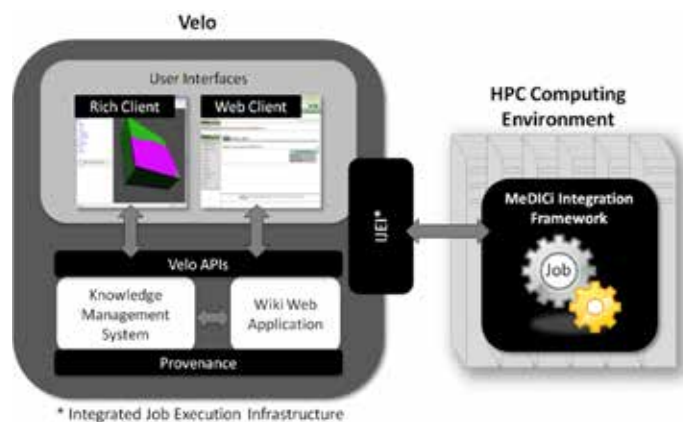 Velo
User Interfaces
Rich Client
Web Client
HPC Computing
Environment
IJEI*
MeDICi Integration
Framework
Job
Velo APIs
Knowledge
Management
System
Wiki Web
Application
Provenance
* Integrated Job Execution Infrastructure